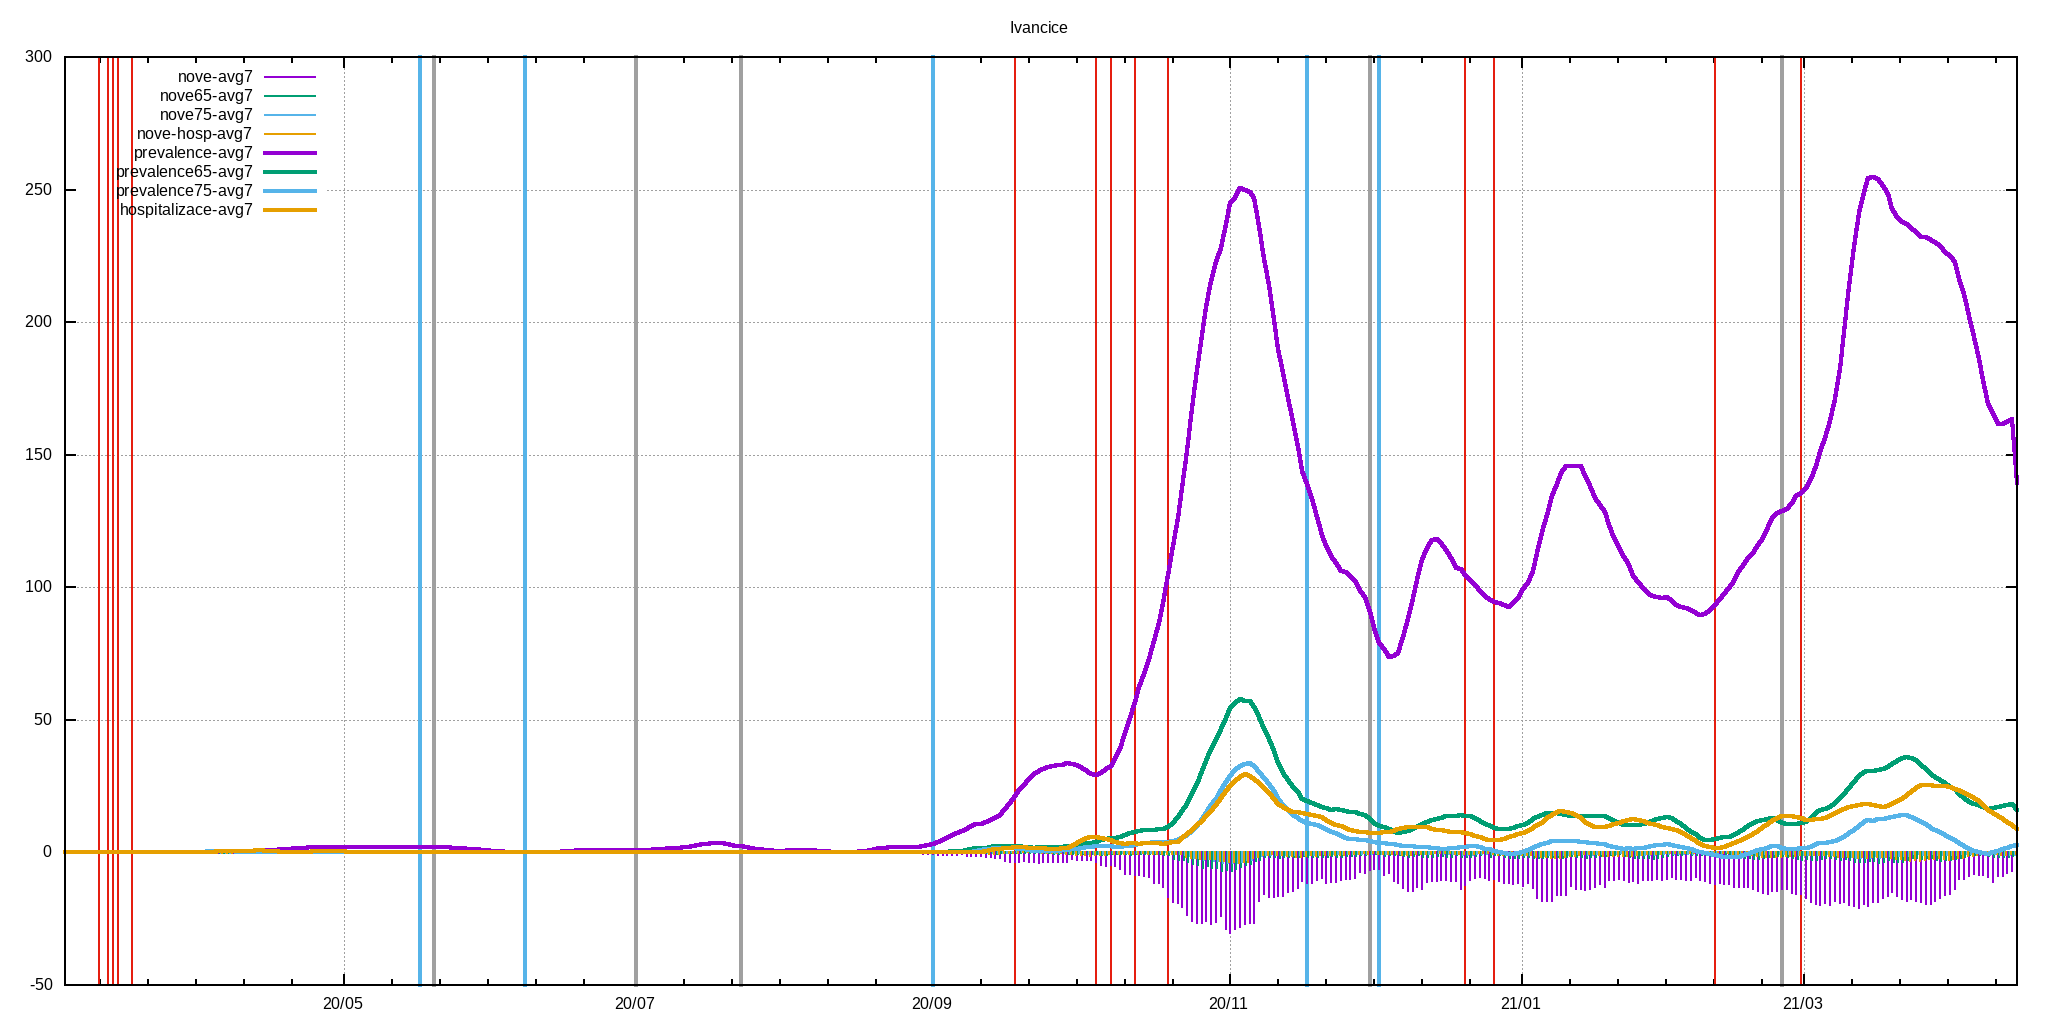 Ivancice
300
250
200
150
100
50
0
-50
nove-avg7
nove65-avg7
nove75-avg7
nove-hosp-avg7
prevalence-avg7
prevalence65-avg7
prevalence75-avg7
hospitalizace-avg7
20/05 20/07 20/09 20/11 21/01 21/03